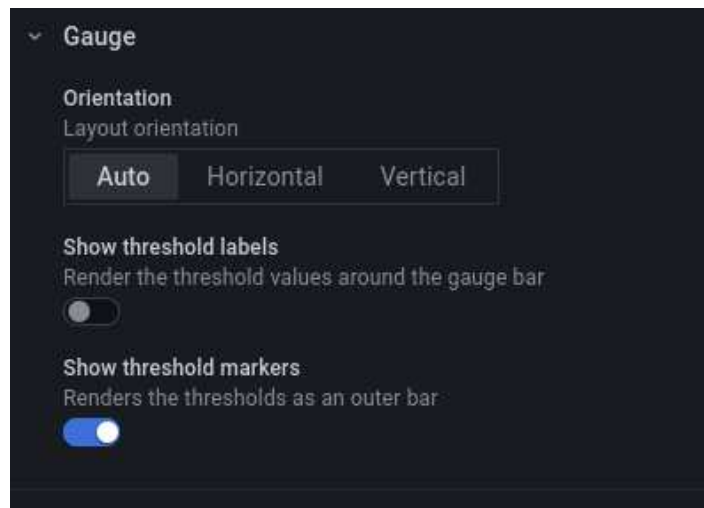 Gauge
Orientation
Layout orientation
Auto Horizontal Vertical
Show threshold labels
Render the threshold values around the gauge bar
Show threshold markers
Renders the thresholds as an outer bar